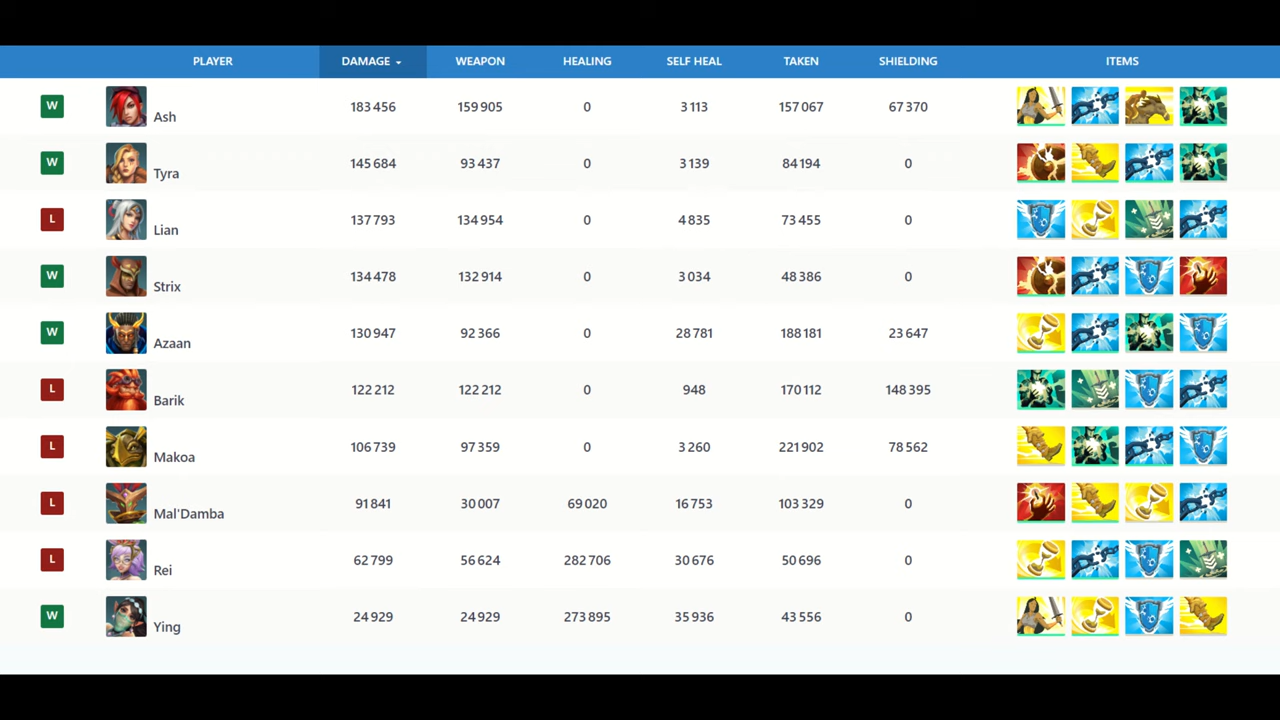 PLAYER DAMAGE WEAPON HEALING SELF HEAL TAKEN SHIELDING ITEMS
W Ash 183 456 159 905 0 3 113 157 067 67 370
W Tyra 145 684 93 437 0 3 139 84 194 0
L Lian 137 793 134 954 0 4 835 73 455 0
W Strix 134 478 132 914 0 3 034 48 386 0
W Azaan 130 947 92 366 0 28 781 188 181 23 647
L Barik 122 212 122 212 0 948 170 112 148 395
L Makoa 106 739 97 359 0 3 260 221 902 78 562
L Mal'Damba 91 841 30 007 69 020 16 753 103 329 0
L Rei 62 799 56 624 282 706 30 676 50 696 0
W Ying 24 929 24 929 273 895 35 936 43 556 0